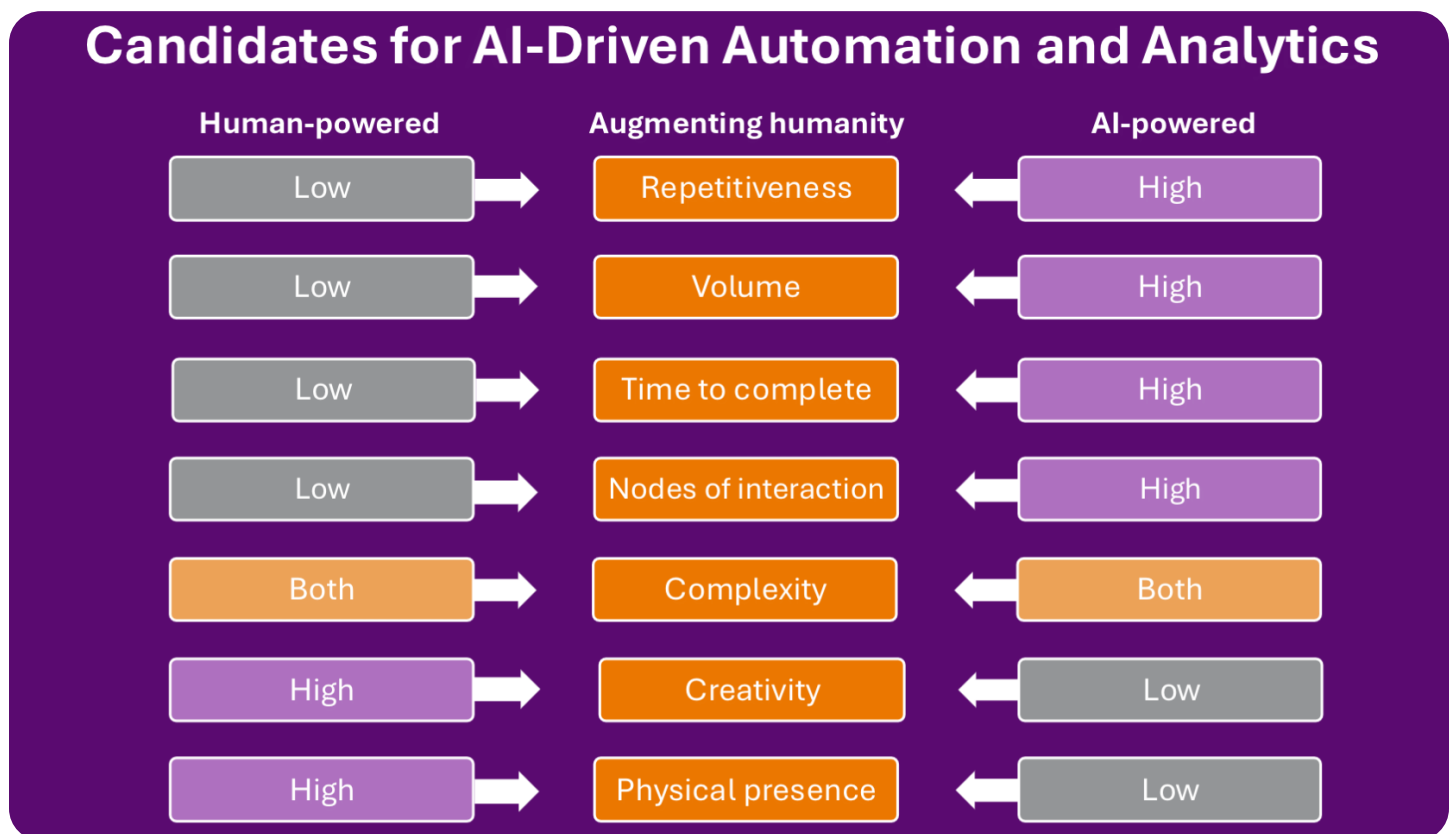 Candidates for AI-Driven Automation and Analytics
Human-powered Augmenting humanity AI-powered
Low Repetitiveness High
Low Volume High
Low Time to complete High
Low Nodes of interaction High
Both Complexity Both
High Creativity Low
High Physical presence Low